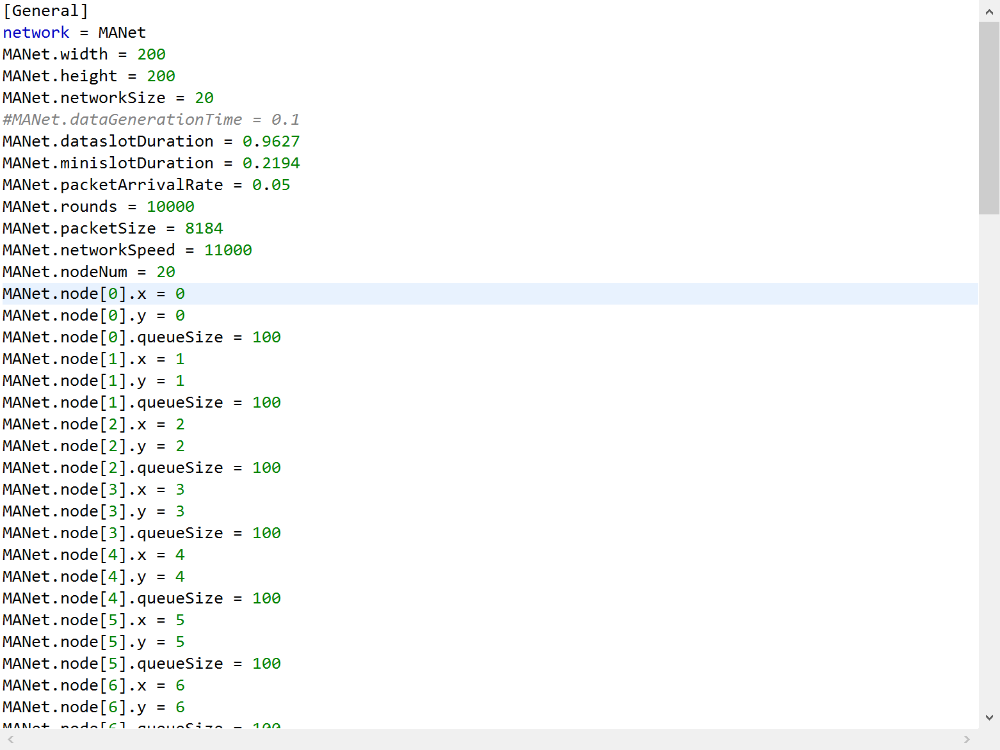 [General]
network = MANet
MANet.width = 200
MANet.height = 200
MANet.networkSize = 20
#MANet.dataGenerationTime = 0.1
MANet.dataslotDuration = 0.9627
MANet.minislotDuration = 0.2194
MANet.packetArrivalRate = 0.05
MANet.rounds = 10000
MANet.packetSize = 8184
MANet.networkSpeed = 11000
MANet.nodeNum = 20
MANet.node[0].x = 0
MANet.node[0].y = 0
MANet.node[0].queueSize = 100
MANet.node[1].x = 1
MANet.node[1].y = 1
MANet.node[1].queueSize = 100
MANet.node[2].x = 2
MANet.node[2].y = 2
MANet.node[2].queueSize = 100
MANet.node[3].x = 3
MANet.node[3].y = 3
MANet.node[3].queueSize = 100
MANet.node[4].x = 4
MANet.node[4].y = 4
MANet.node[4].queueSize = 100
MANet.node[5].x = 5
MANet.node[5].y = 5
MANet.node[5].queueSize = 100
MANet.node[6].x = 6
MANet.node[6].y = 6
MANet.node[6].queueSize = 100